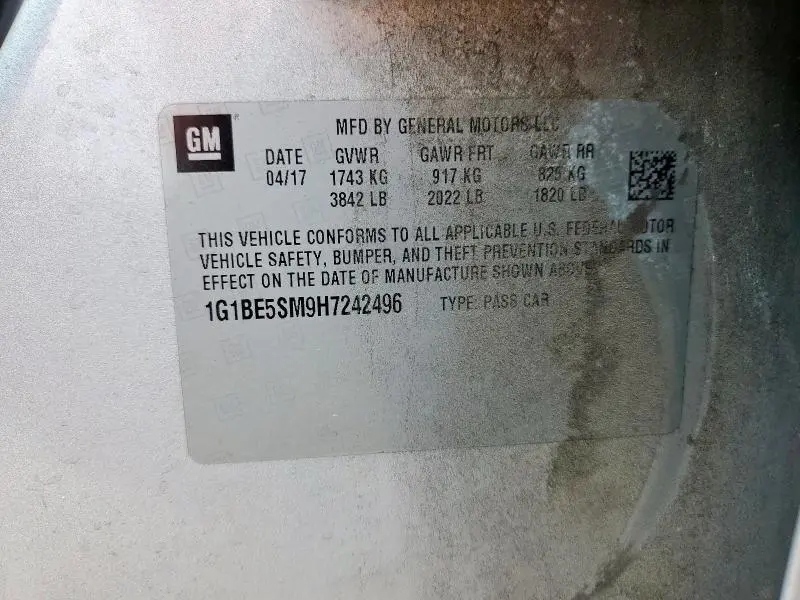 GM
MFD BY GENERAL MOTORS LLC
DATE GVWR GAWR FRT GAWR RR
04/17 1743 KG 917 KG 825 KG
3842 LB 2022 LB 1820 LB
THIS VEHICLE CONFORMS TO ALL APPLICABLE U.S. FEDERAL MOTOR
VEHICLE SAFETY, BUMPER, AND THEFT PREVENTION STANDARDS IN
EFFECT ON THE DATE OF MANUFACTURE SHOWN ABOVE.
1G1BE5SM9H7242496 TYPE: PASS CAR